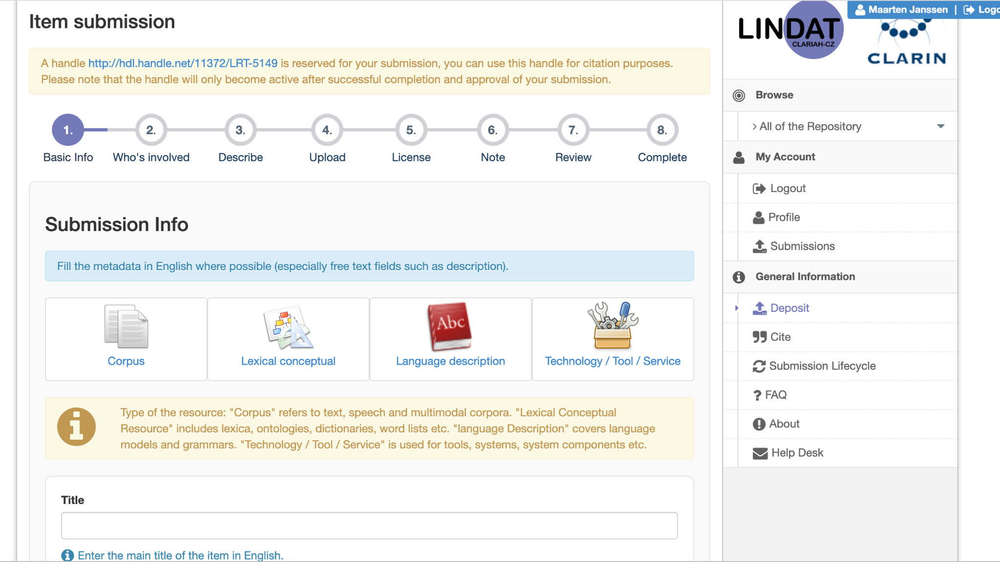 Item submission
A handle http://hdl.handle.net/11372/LRT-5149 is reserved for your submission, you can use this handle for citation purposes.
Please note that the handle will only become active after successful completion and approval of your submission.
1.
2.
3.
4.
5.
6.
7.
8.
Basic Info
Who's involved
Describe
Upload
License
Note
Review
Complete
Submission Info
Fill the metadata in English where possible (especially free text fields such as description).
Abc
Corpus
Lexical conceptual
Language description
Technology / Tool / Service
Type of the resource: "Corpus" refers to text, speech and multimodal corpora. "Lexical Conceptual
Resource" includes lexica, ontologies, dictionaries, word lists etc. "language Description" covers language
models and grammars. "Technology / Tool / Service" is used for tools, systems, system components etc.
Title
Enter the main title of the item in English.
Maarten Janssen | Logo
LINDAT
CLARIAH-CZ
CLARIN
Browse
› All of the Repository
My Account
Logout
Profile
Submissions
General Information
Deposit
Cite
Submission Lifecycle
FAQ
About
Help Desk